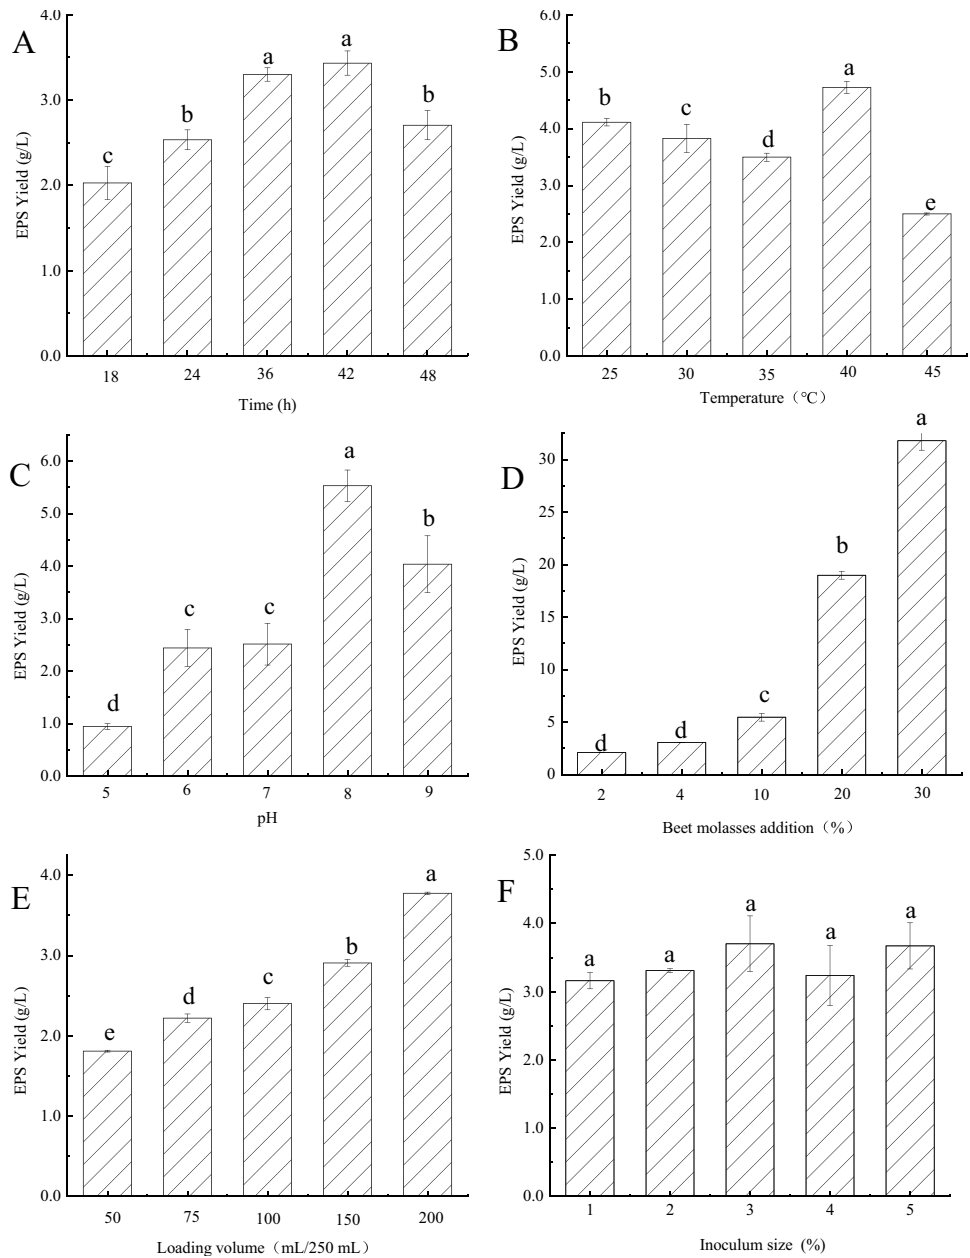 A
EPS Yield (g/L)
4.0
3.0
2.0
1.0
0.0
c
b
a
a
b
18 24 36 42 48
Time (h)
B
EPS Yield (g/L)
6.0
5.0
4.0
3.0
2.0
1.0
0.0
b
c
d
a
e
25 30 35 40 45
Temperature（℃）
C
EPS Yield (g/L)
6.0
5.0
4.0
3.0
2.0
1.0
0.0
d
c
c
a
b
5 6 7 8 9
pH
D
EPS Yield (g/L)
30
25
20
15
10
5
0
d
d
c
b
a
2 4 10 20 30
Beet molasses addition（%）
E
EPS Yield (g/L)
4.0
3.0
2.0
1.0
0.0
e
d
c
b
a
50 75 100 150 200
Loading volume（mL/250 mL）
F
EPS Yield (g/L)
5.0
4.0
3.0
2.0
1.0
0.0
a
a
a
a
a
1 2 3 4 5
Inoculum size (%)